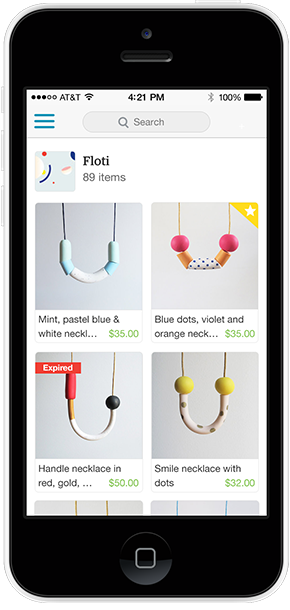 AT&T 4:21 PM 100%
Search
Floti
89 items
Mint, pastel blue &
white neckl... $35.00
Blue dots, violet and
orange neck... $35.00
Expired
Handle necklace in
red, gold, ... $50.00
Smile necklace with
dots $32.00